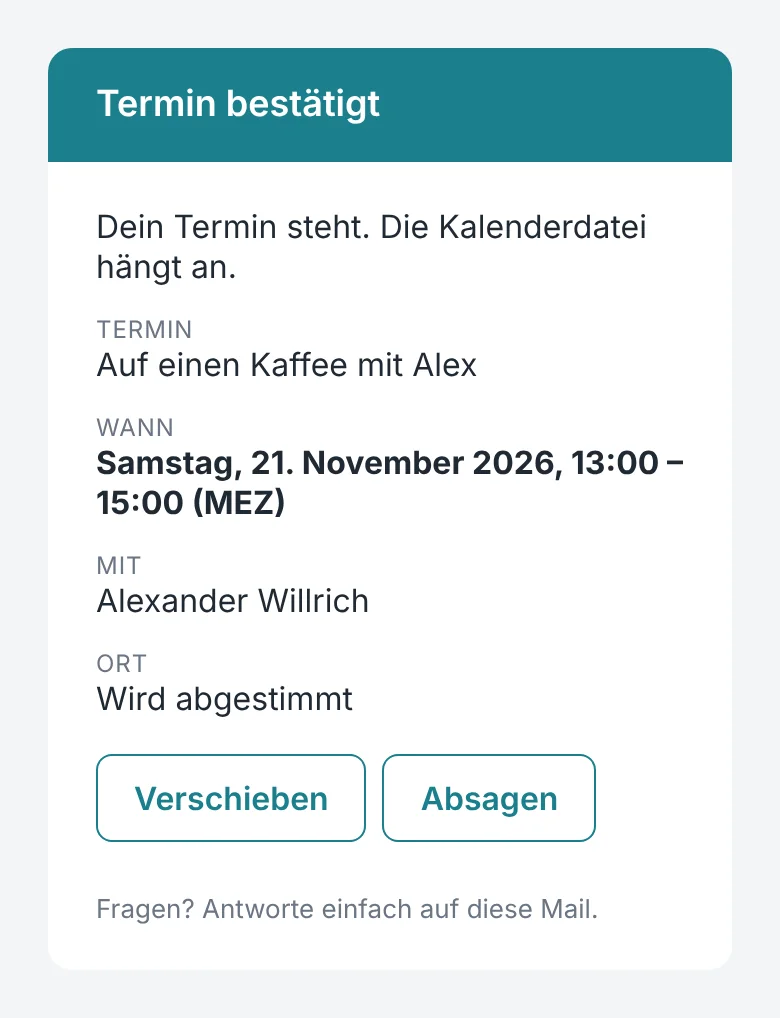 Termin bestätigt
Dein Termin steht. Die Kalenderdatei
hängt an.
TERMIN
Auf einen Kaffee mit Alex
WANN
Samstag, 21. November 2026, 13:00 –
15:00 (MEZ)
MIT
Alexander Willrich
ORT
Wird abgestimmt
Verschieben
Absagen
Fragen? Antworte einfach auf diese Mail.